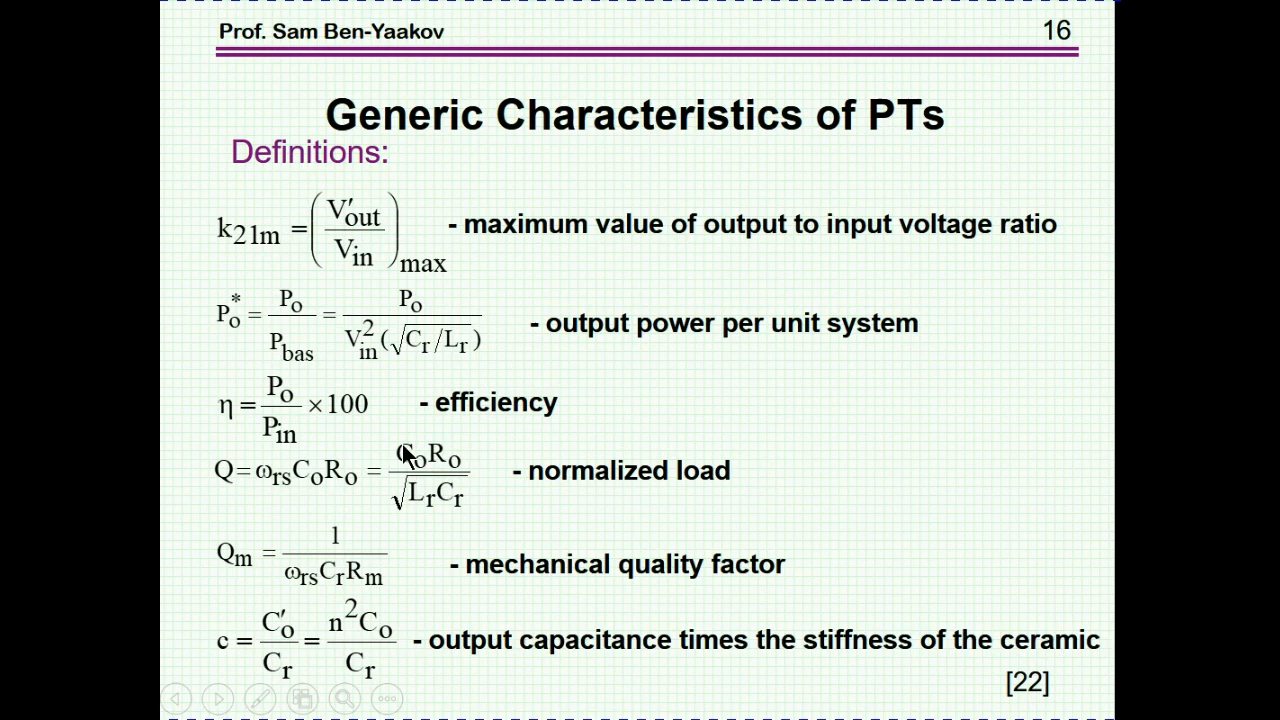 Prof. Sam Ben-Yaakov 16
Generic Characteristics of PTs
Definitions:
k21m = (V′out / Vin)max - maximum value of output to input voltage ratio
Po* = Po / Pbas = Po / Vin²(√Cr/Lr) - output power per unit system
η = Po / Pin × 100 - efficiency
Q = ωrsCoRo = CoRo / √LrCr - normalized load
Qm = 1 / ωrsCrRm - mechanical quality factor
c = C′o / Cr = n²Co / Cr - output capacitance times the stiffness of the ceramic
[22]